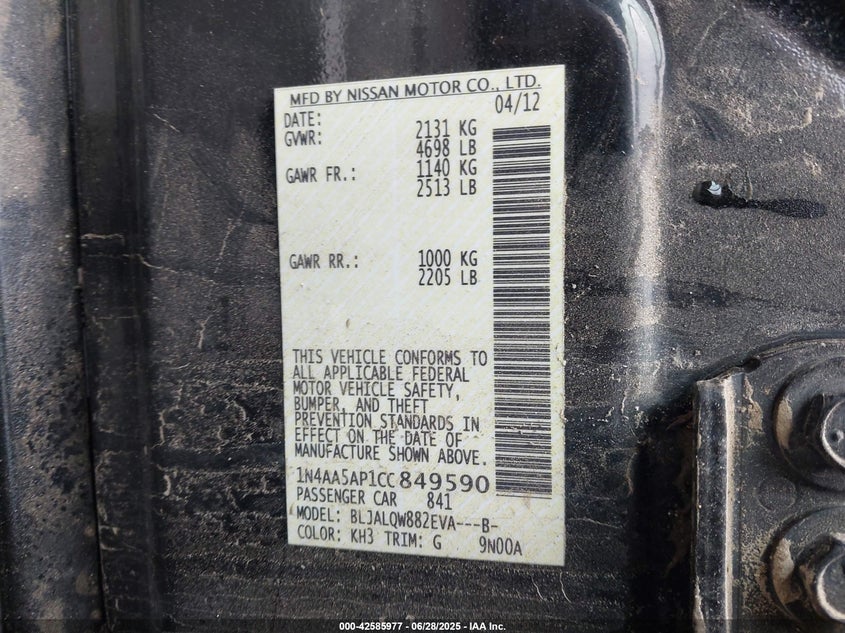 MFD BY NISSAN MOTOR CO., LTD.
DATE: 04/12
GVWR: 2131 KG
4698 LB
GAWR FR.: 1140 KG
2513 LB
GAWR RR.: 1000 KG
2205 LB
THIS VEHICLE CONFORMS TO
ALL APPLICABLE FEDERAL
MOTOR VEHICLE SAFETY,
BUMPER, AND THEFT
PREVENTION STANDARDS IN
EFFECT ON THE DATE OF
MANUFACTURE SHOWN ABOVE.
1N4AA5AP1CC849590
PASSENGER CAR 841
MODEL: BLJALQW882EVA---B-
COLOR: KH3 TRIM: G 9N00A
000-42585977 | 06/28/2025 - IAA Inc.